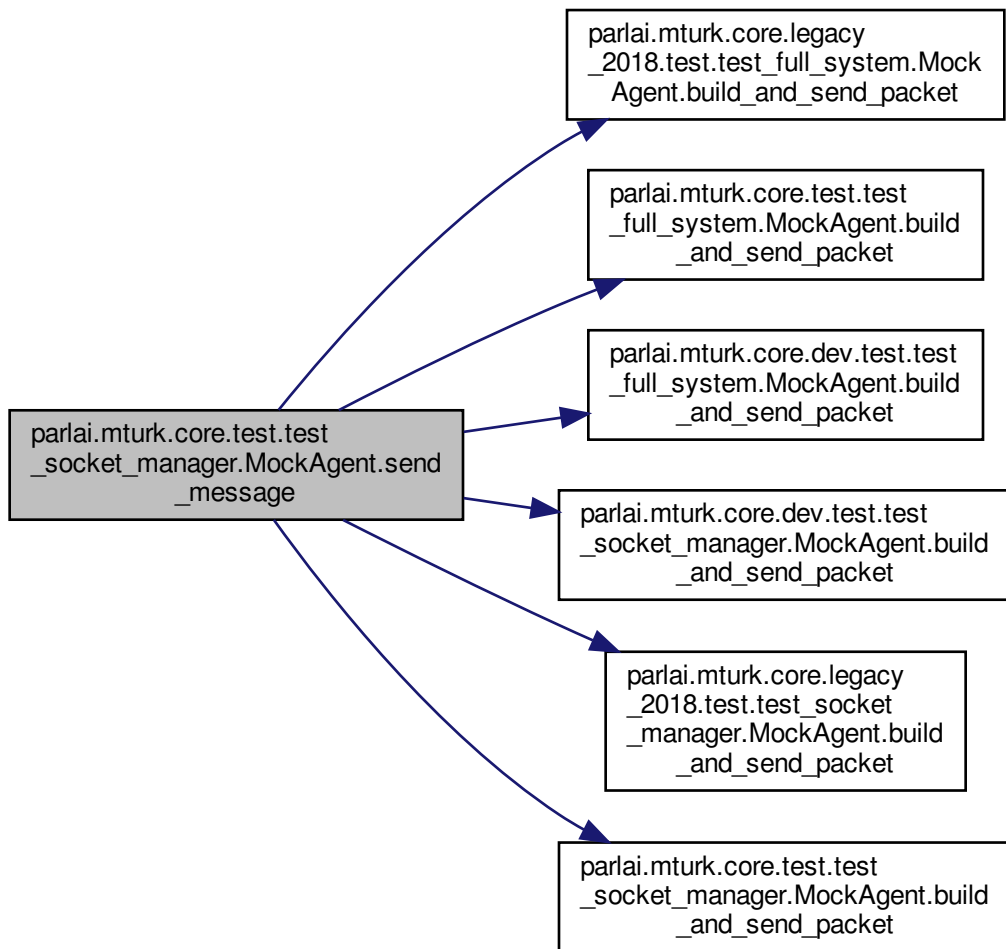 parlai.mturk.core.legacy
_2018.test.test_full_system.Mock
Agent.build_and_send_packet
parlai.mturk.core.test.test
_full_system.MockAgent.build
_and_send_packet
parlai.mturk.core.dev.test.test
_full_system.MockAgent.build
_and_send_packet
parlai.mturk.core.test.test
_socket_manager.MockAgent.send
_message
parlai.mturk.core.dev.test.test
_socket_manager.MockAgent.build
_and_send_packet
parlai.mturk.core.legacy
_2018.test.test_socket
_manager.MockAgent.build
_and_send_packet
parlai.mturk.core.test.test
_socket_manager.MockAgent.build
_and_send_packet